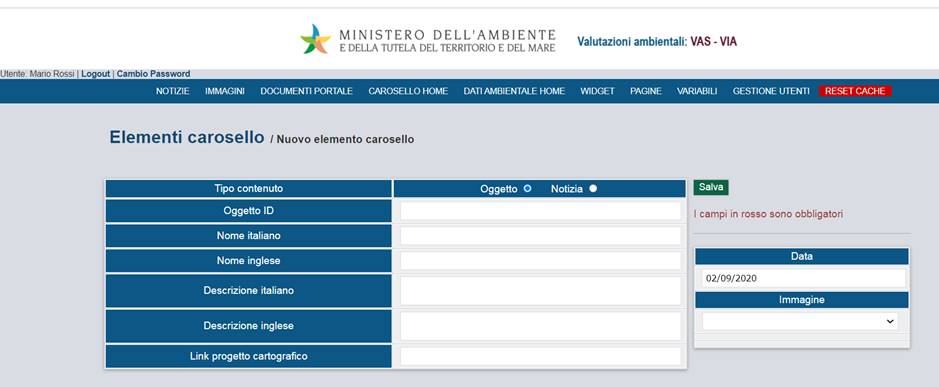 MINISTERO DELL'AMBIENTE
E DELLA TUTELA DEL TERRITORIO E DEL MARE
Valutazioni ambientali: VAS - VIA
Utente: Mario Rossi | Logout | Cambio Password
NOTIZIE IMMAGINI DOCUMENTI PORTALE CAROSELLO HOME DATI AMBIENTALE HOME WIDGET PAGINE VARIABILI GESTIONE UTENTI RESET CACHE
Elementi carosello / Nuovo elemento carosello
Tipo contenuto Oggetto Notizia
Oggetto ID
Nome italiano
Nome inglese
Descrizione italiano
Descrizione inglese
Link progetto cartografico
Salva
I campi in rosso sono obbligatori
Data
02/09/2020
Immagine